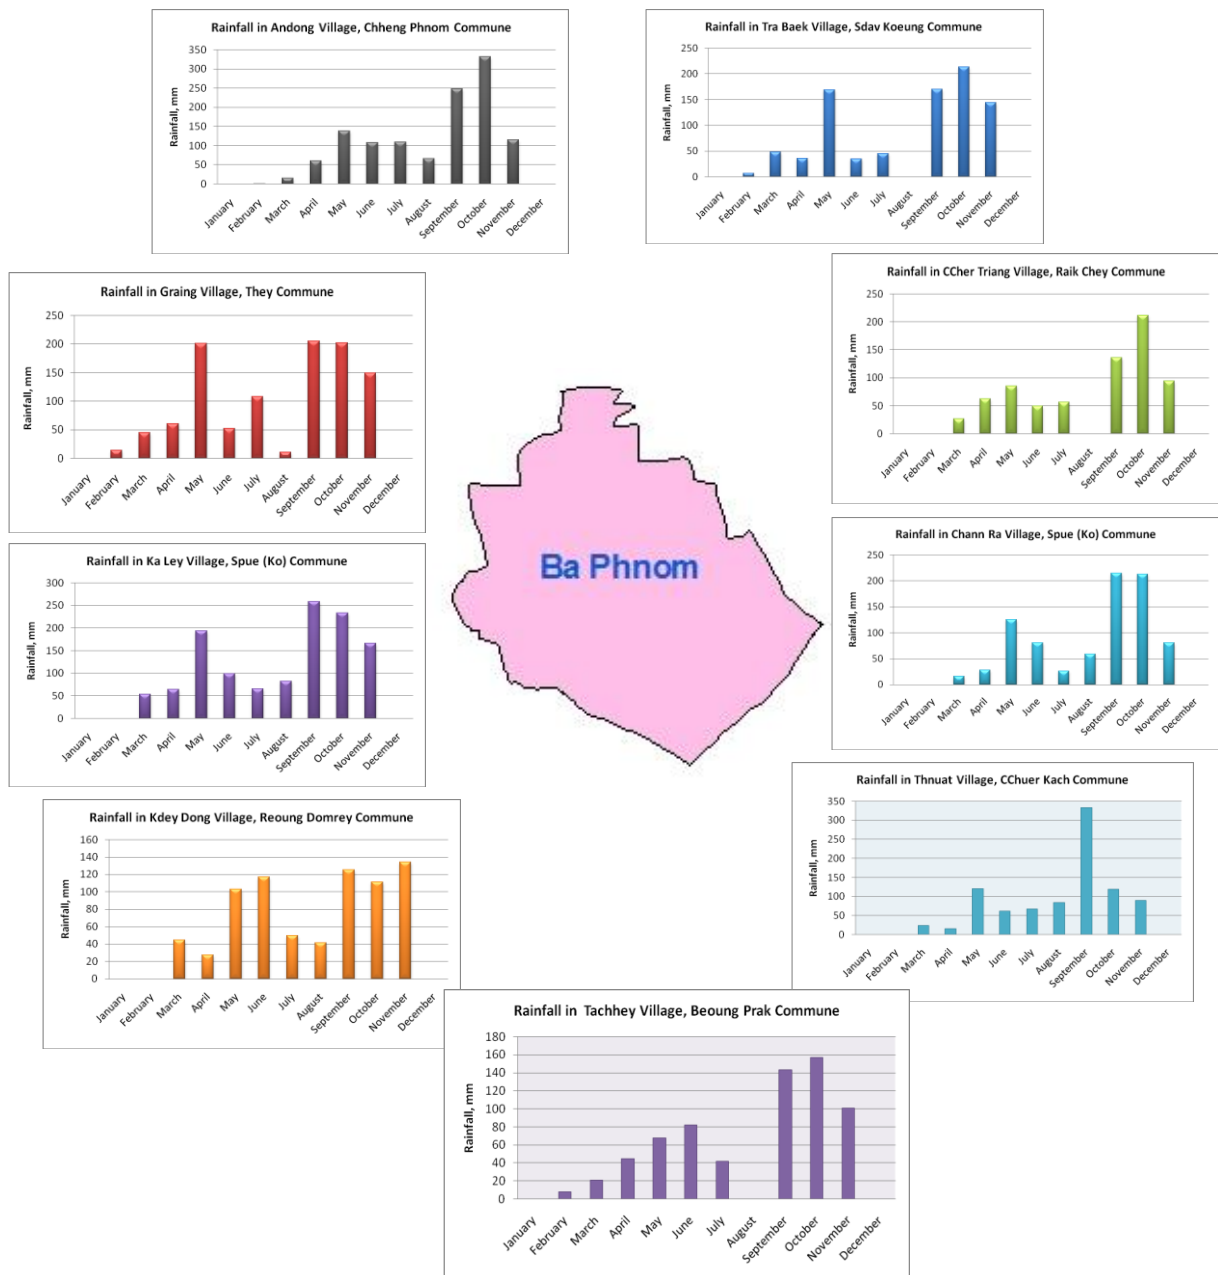 Rainfall in Andong Village, Chheng Phnom Commune
Rainfall, mm
350
300
250
200
150
100
50
0
January
February
March
April
May
June
July
August
September
October
November
December
Rainfall in Tra Baek Village, Sdav Koeung Commune
Rainfall, mm
250
200
150
100
50
0
January
February
March
April
May
June
July
August
September
October
November
December
Rainfall in Graing Village, They Commune
Rainfall, mm
250
200
150
100
50
0
January
February
March
April
May
June
July
August
September
October
November
December
Rainfall in CCher Triang Village, Raik Chey Commune
Rainfall, mm
250
200
150
100
50
0
January
February
March
April
May
June
July
August
September
October
November
December
Ba Phnom
Rainfall in Ka Ley Village, Spue (Ko) Commune
Rainfall, mm
300
250
200
150
100
50
0
January
February
March
April
May
June
July
August
September
October
November
December
Rainfall in Chann Ra Village, Spue (Ko) Commune
Rainfall, mm
250
200
150
100
50
0
January
February
March
April
May
June
July
August
September
October
November
December
Rainfall in Kdey Dong Village, Reoung Domrey Commune
Rainfall, mm
160
140
120
100
80
60
40
20
0
January
February
March
April
May
June
July
August
September
October
November
December
Rainfall in Thnuat Village, CChuer Kach Commune
Rainfall, mm
350
300
250
200
150
100
50
0
January
February
March
April
May
June
July
August
September
October
November
December
Rainfall in Tachhey Village, Beoung Prak Commune
Rainfall, mm
180
160
140
120
100
80
60
40
20
0
January
February
March
April
May
June
July
August
September
October
November
December